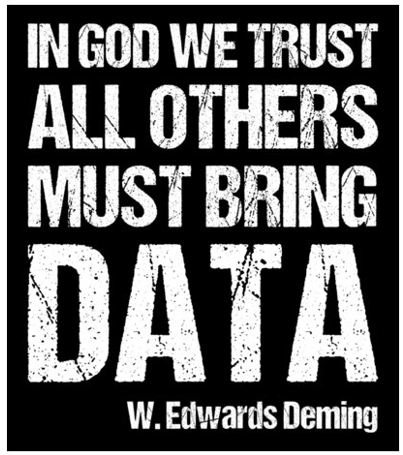 IN GOD WE TRUST
ALL OTHERS
MUST BRING
DATA
W. Edwards Deming